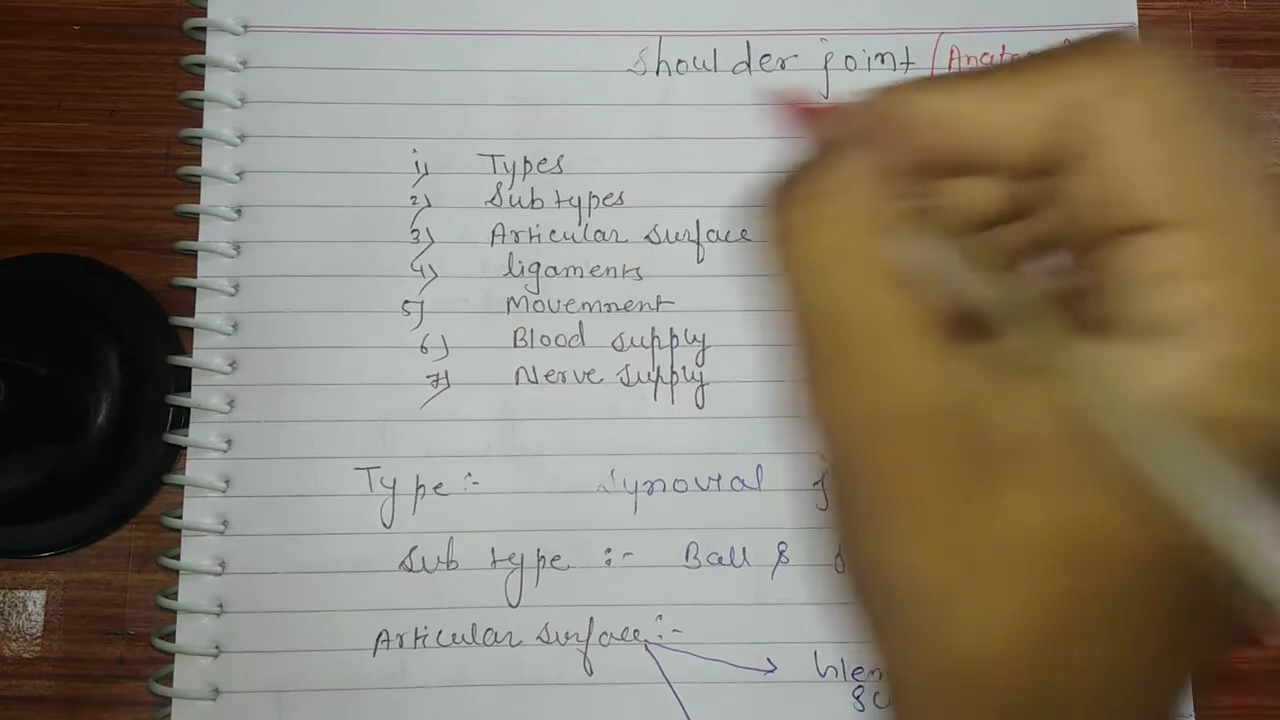 Shoulder joint
1) Types
2) Subtypes
3) Articular surface
4) ligaments
5) Movemnent
6) Blood supply
7) Nerve supply
Type :- Synovial
Sub type :- Ball &
Articular surface :-